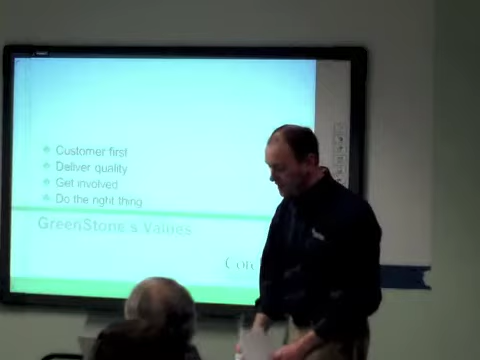 Customer first
Deliver quality
Get involved
Do the right thing
GreenStone's Values